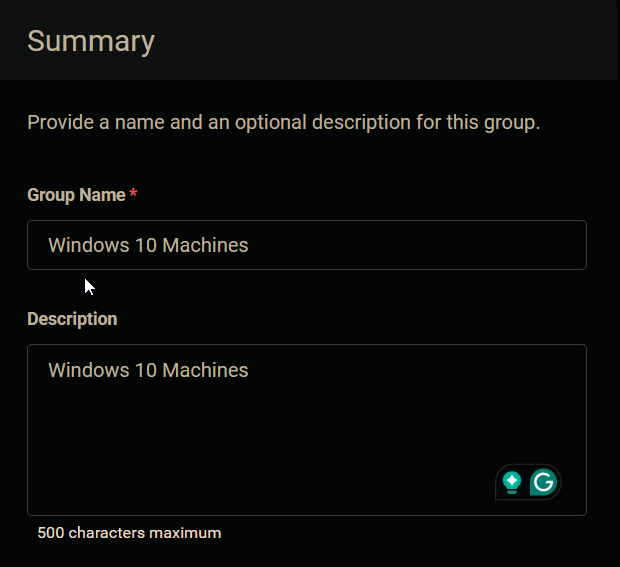 Summary
Provide a name and an optional description for this group.
Group Name *
Windows 10 Machines
Description
Windows 10 Machines
500 characters maximum